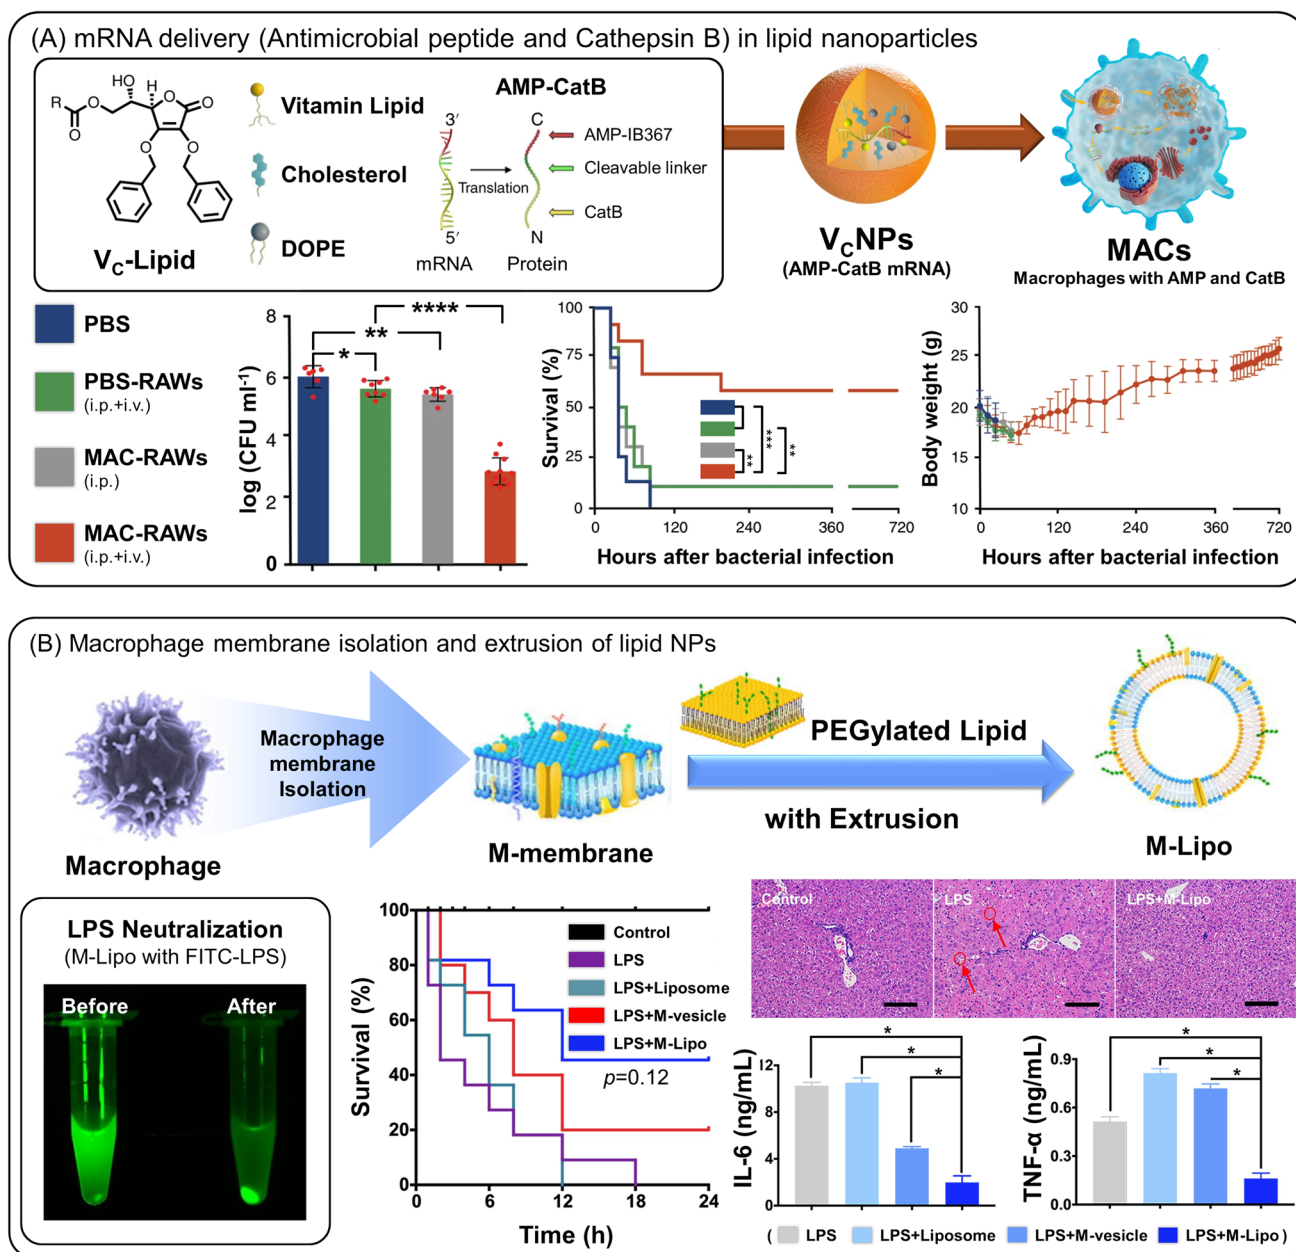 (A) mRNA delivery (Antimicrobial peptide and Cathepsin B) in lipid nanoparticles
HO
H
R
O
O
O
O
O
O
V_C-Lipid
Vitamin Lipid
Cholesterol
DOPE
AMP-CatB
3′
C
5′
N
Translation
mRNA
Protein
AMP-IB367
Cleavable linker
CatB
V_CNPs
(AMP-CatB mRNA)
MACs
Macrophages with AMP and CatB
PBS
PBS-RAWs
(i.p.+i.v.)
MAC-RAWs
(i.p.)
MAC-RAWs
(i.p.+i.v.)
log (CFU ml⁻¹)
8
6
4
2
0
*
**
****
Survival (%)
100
75
50
25
0
0
120
240
360
720
Hours after bacterial infection
**
***
**
Body weight (g)
30
25
20
15
10
0
120
240
360
720
Hours after bacterial infection
(B) Macrophage membrane isolation and extrusion of lipid NPs
Macrophage
Macrophage
membrane
Isolation
M-membrane
PEGylated Lipid
with Extrusion
M-Lipo
LPS Neutralization
(M-Lipo with FITC-LPS)
Before
After
Survival (%)
100
80
60
40
20
0
0
6
12
18
24
Time (h)
Control
LPS
LPS+Liposome
LPS+M-vesicle
LPS+M-Lipo
p=0.12
Control
LPS
LPS+M-Lipo
IL-6 (ng/mL)
12
9
6
3
0
*
*
*
TNF-α (ng/mL)
0.9
0.6
0.3
0.0
*
*
*
( LPS LPS+Liposome LPS+M-vesicle LPS+M-Lipo )